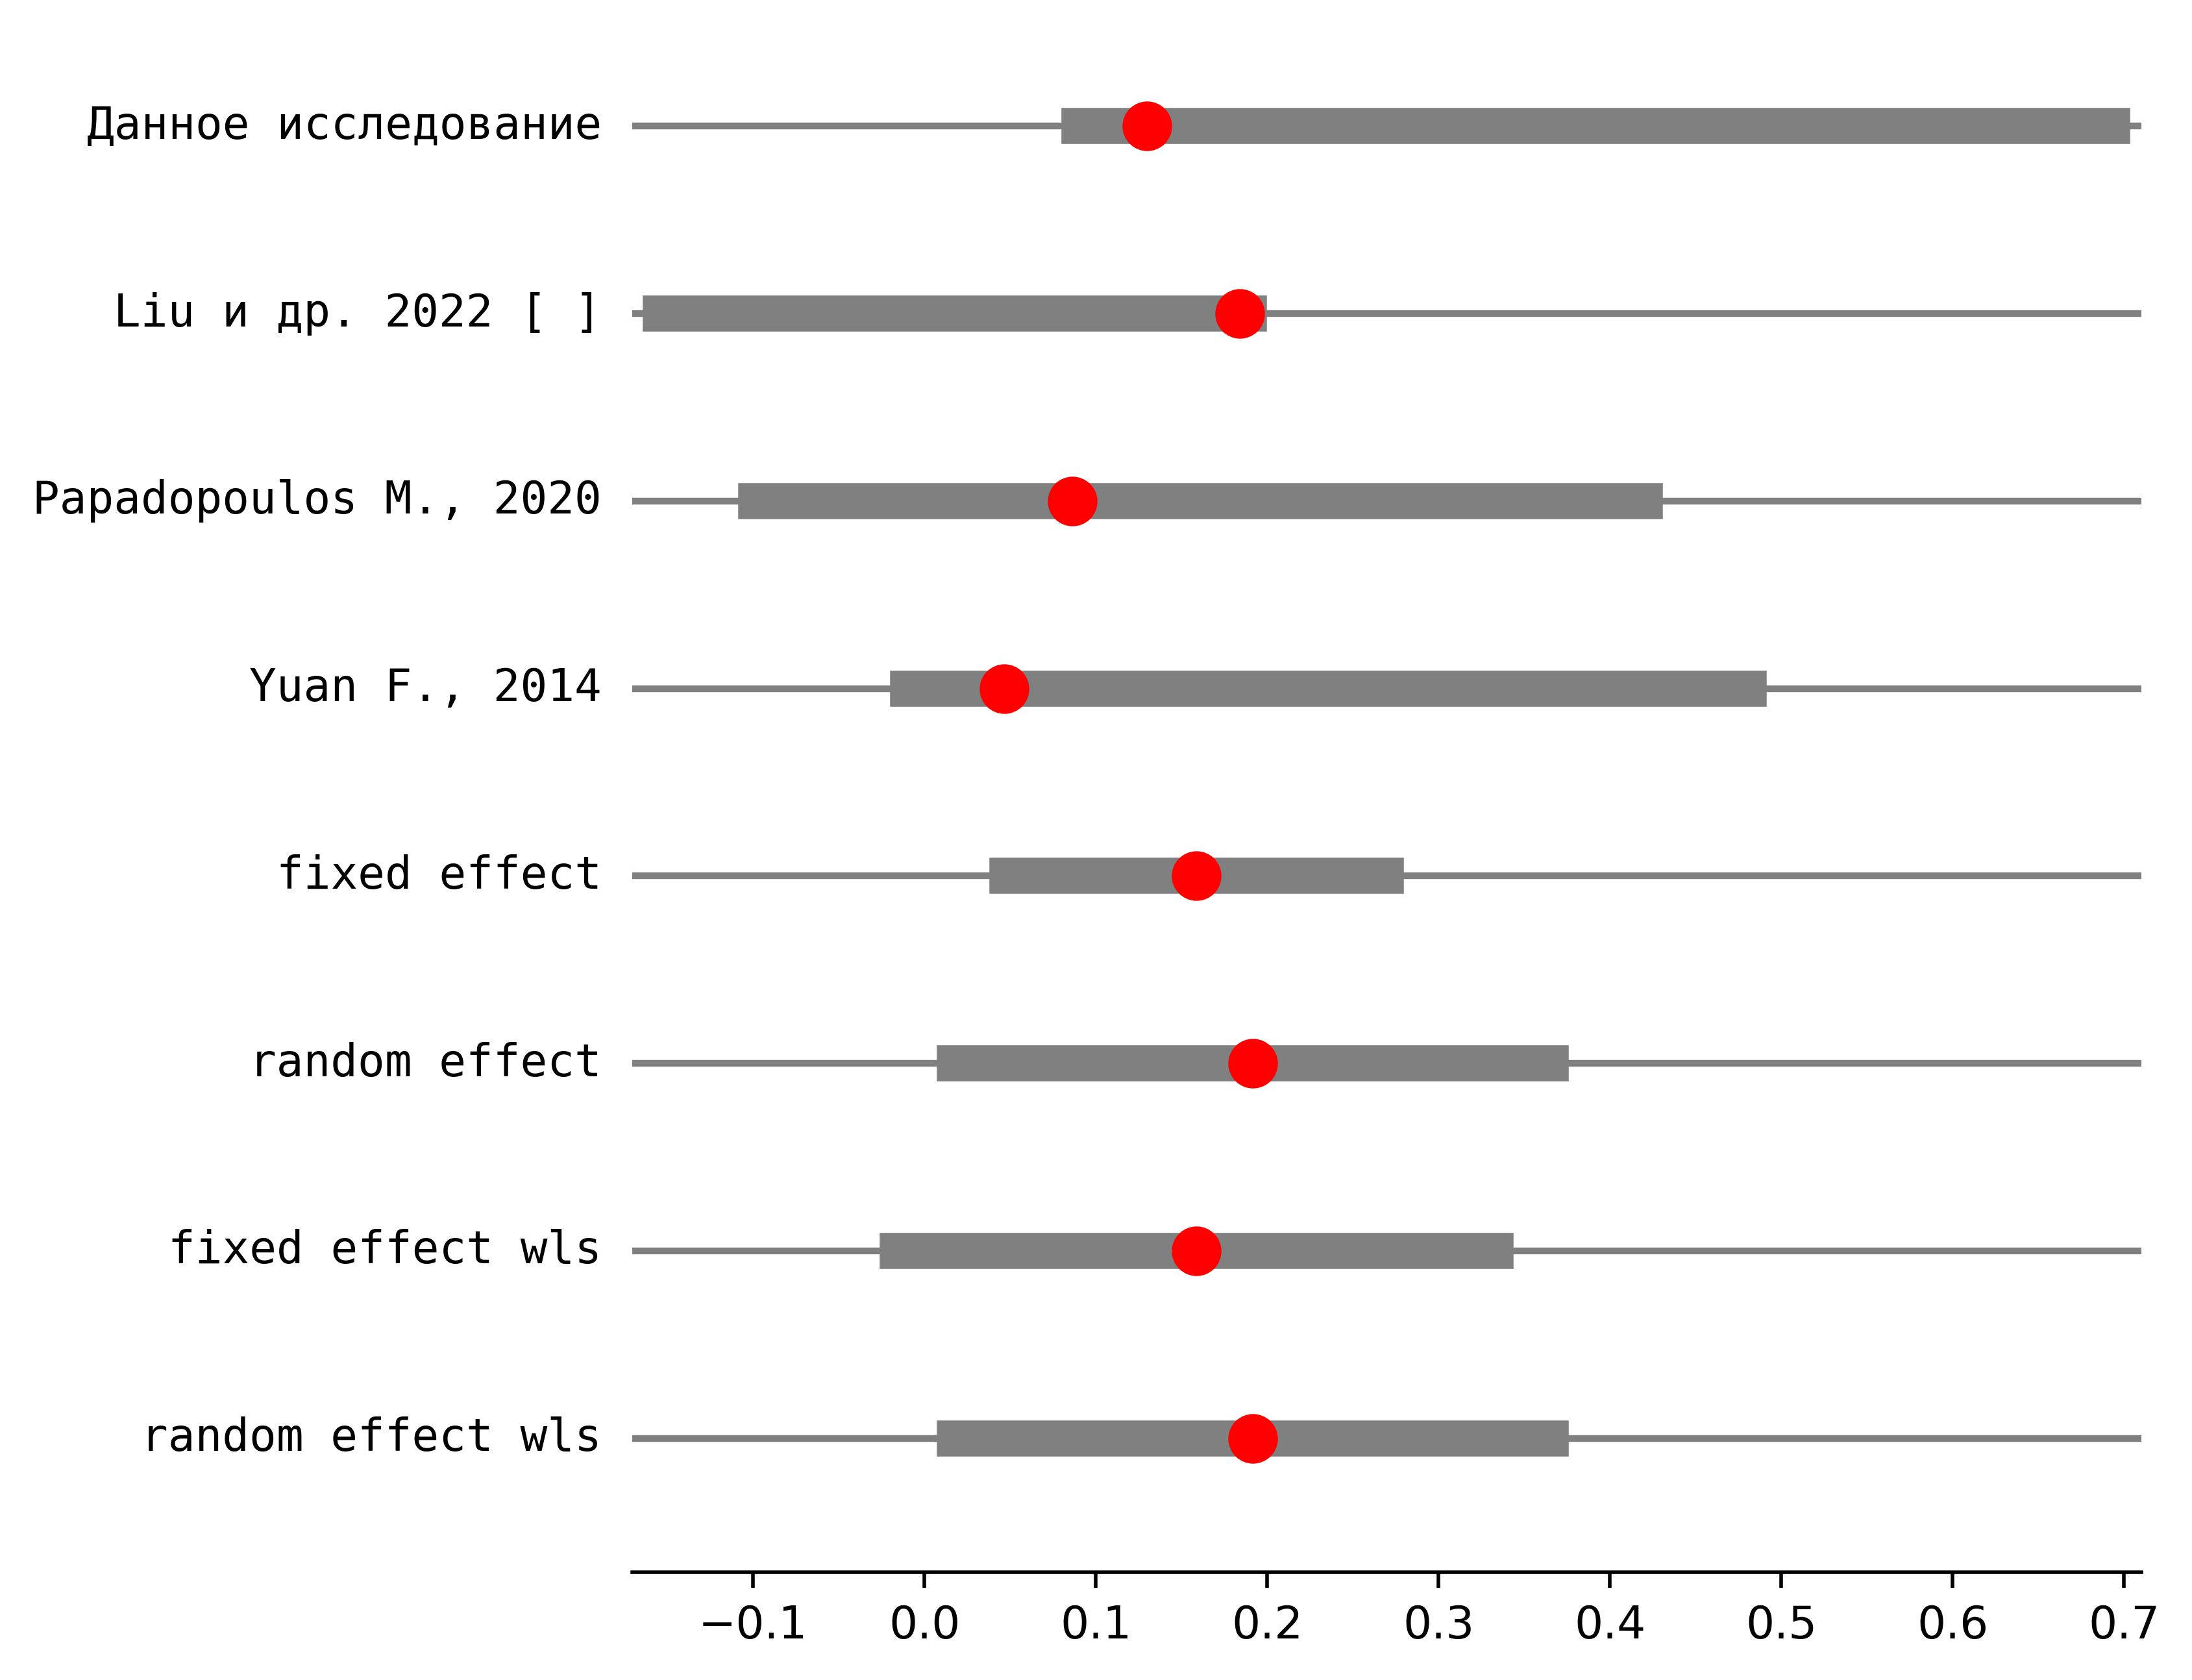 Данное исследование
Liu и др. 2022 [ ]
Papadopoulos M., 2020
Yuan F., 2014
fixed effect
random effect
fixed effect wls
random effect wls
−0.1 0.0 0.1 0.2 0.3 0.4 0.5 0.6 0.7